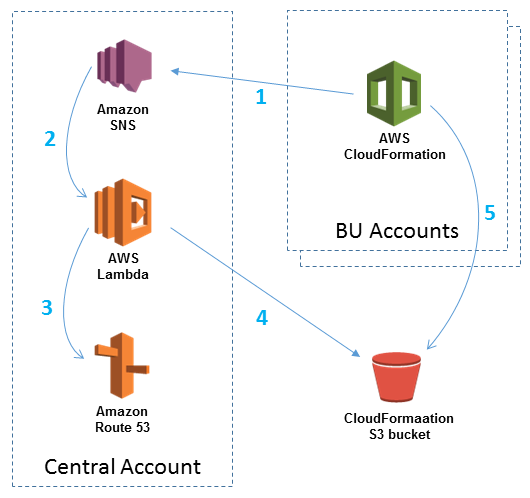 Amazon
SNS
1
AWS
CloudFormation
2
5
BU Accounts
AWS
Lambda
3
4
Amazon
Route 53
CloudFormaation
S3 bucket
Central Account